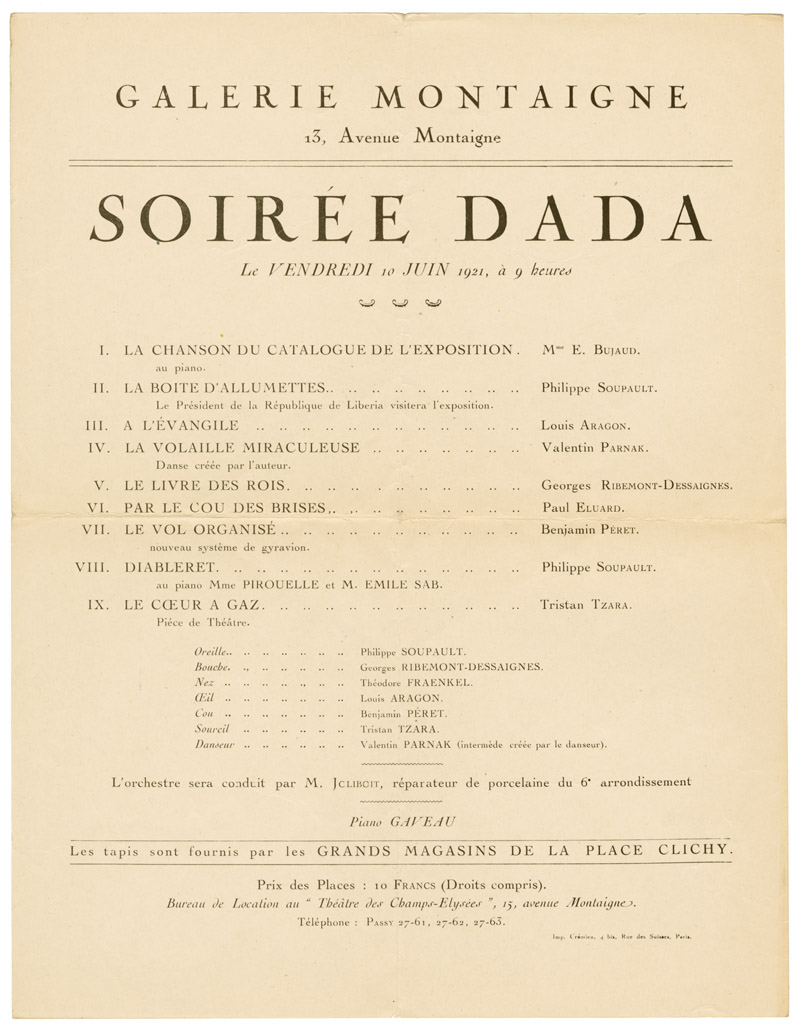 GALERIE MONTAIGNE
13, Avenue Montaigne
SOIRÉE DADA
Le VENDREDI 10 JUIN 1921, à 9 heures
I. LA CHANSON DU CATALOGUE DE L'EXPOSITION. Mme E. BUJAUD.
au piano.
II. LA BOITE D'ALLUMETTES.. .. .. .. .. .. .. .. Philippe SOUPAULT.
Le Président de la République de Liberia visitera l'exposition.
III. A L'ÉVANGILE .. .. .. .. .. .. .. .. .. .. Louis ARAGON.
IV. LA VOLAILLE MIRACULEUSE .. .. .. .. .. .. Valentin PARNAK.
Danse créée par l'auteur.
V. LE LIVRE DES ROIS. .. .. .. .. .. .. .. .. Georges RIBEMONT-DESSAIGNES.
VI. PAR LE COU DES BRISES.. .. .. .. .. .. .. .. Paul ELUARD.
VII. LE VOL ORGANISÉ .. .. .. .. .. .. .. .. .. Benjamin PÉRET.
nouveau système de gyravion.
VIII. DIABLERET. .. .. .. .. .. .. .. .. .. .. .. Philippe SOUPAULT.
au piano Mme PIROUELLE et M. EMILE SAB.
IX. LE CŒUR A GAZ. .. .. .. .. .. .. .. .. .. Tristan TZARA.
Piéce de Théâtre.
Oreille.. .. .. .. .. .. .. Philippe SOUPAULT.
Bouche. .. .. .. .. .. .. Georges RIBEMONT-DESSAIGNES.
Nez .. .. .. .. .. .. .. Théodore FRAENKEL.
Œil .. .. .. .. .. .. .. Louis ARAGON.
Cou .. .. .. .. .. .. .. Benjamin PÉRET.
Sourcil .. .. .. .. .. .. Tristan TZARA.
Danseur .. .. .. .. .. .. Valentin PARNAK (intermède créée par le danseur).
L'orchestre sera conduit par M. JOLIBOIT, réparateur de porcelaine du 6e arrondissement
Piano GAVEAU
Les tapis sont fournis par les GRANDS MAGASINS DE LA PLACE CLICHY.
Prix des Places : 10 FRANCS (Droits compris).
Bureau de Location au " Théâtre des Champs-Elysées ", 15, avenue Montaigne.
Téléphone : PASSY 27-61, 27-62, 27-63.
Imp. Crémieu, 4 bis, Rue des Suisses, Paris.